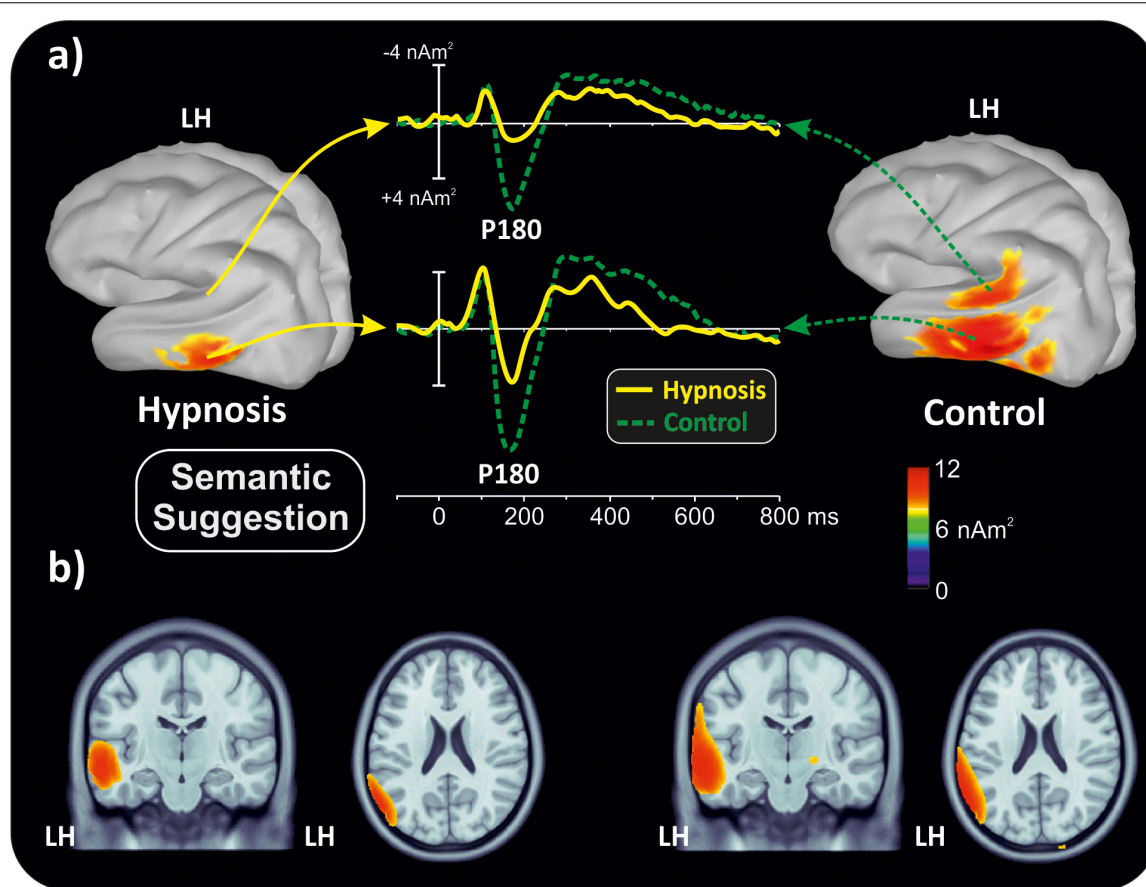 a)
-4 nAm²
LH
LH
+4 nAm²
P180
Hypnosis
Control
Hypnosis
Control
P180
Semantic
Suggestion
0 200 400 600 800 ms
12
6 nAm²
0
b)
LH
LH
LH